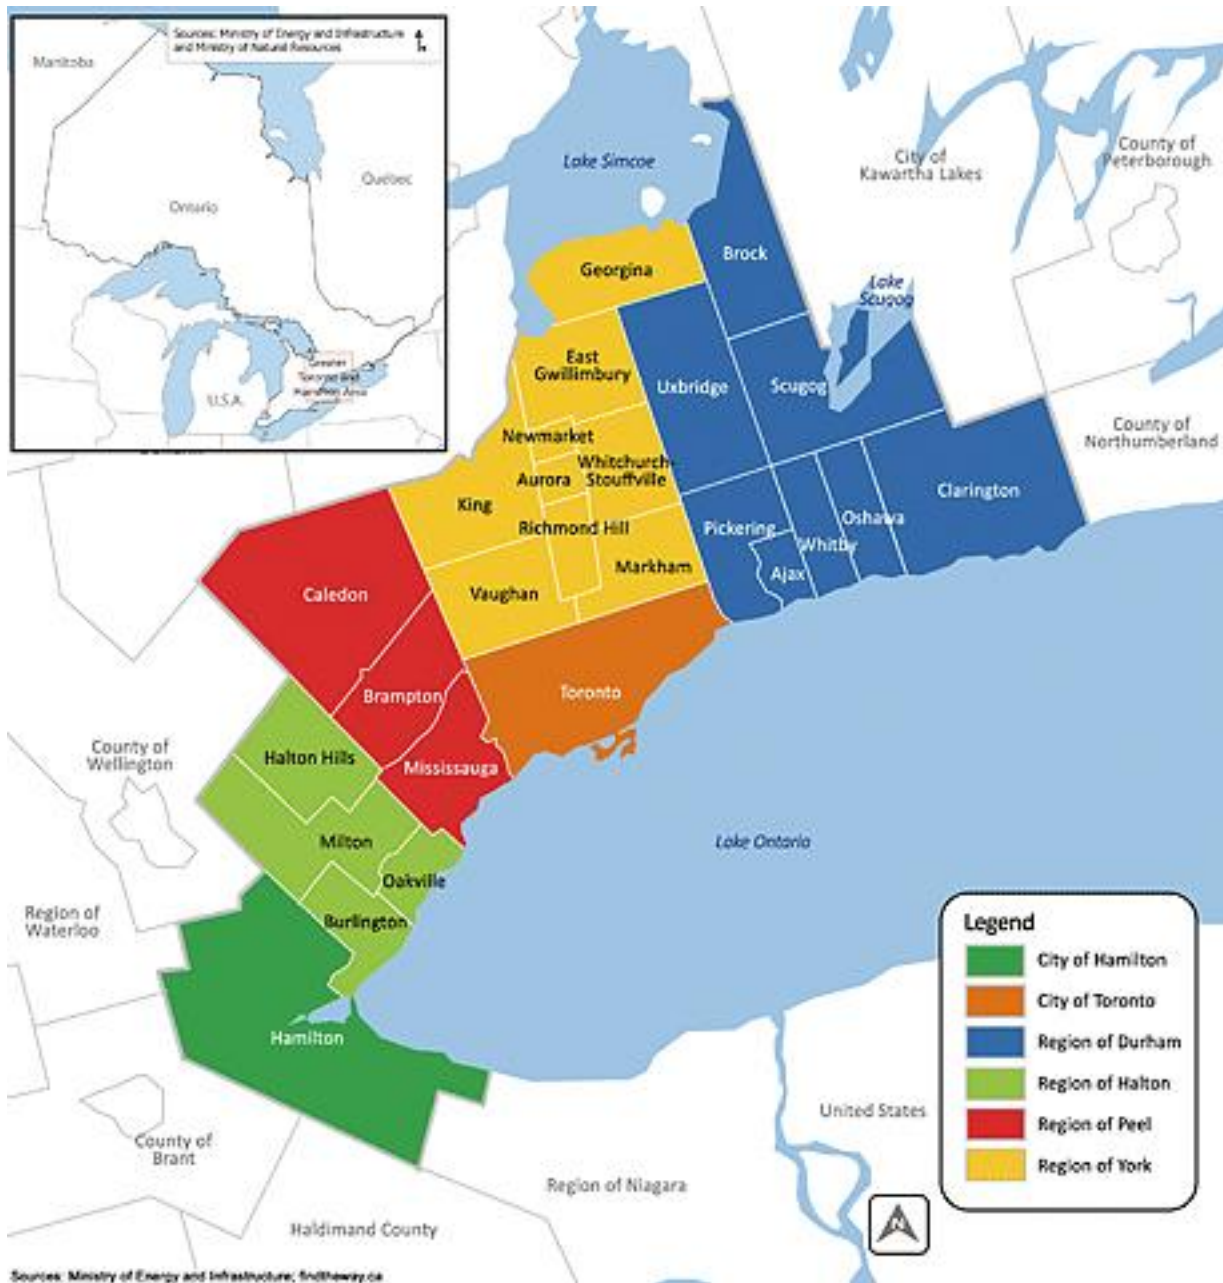 Sources: Ministry of Energy and Infrastructure
and Ministry of Natural Resources
Manitoba
Quebec
Ontario
U.S.A.
Greater
Toronto and
Hamilton Area
Lake Simcoe
City of
Kawartha Lakes
County of
Peterborough
Brock
Georgina
Lake
Scugog
East
Gwillimbury
Uxbridge
Scugog
County of
Northumberland
Newmarket
Whitchurch-
Stouffville
Aurora
King
Clarington
Richmond Hill
Pickering
Oshawa
Whitby
Markham
Ajax
Caledon
Vaughan
Brampton
Toronto
County of
Wellington
Halton Hills
Mississauga
Milton
Lake Ontario
Oakville
Region of
Waterloo
Burlington
Hamilton
Legend
City of Hamilton
City of Toronto
Region of Durham
Region of Halton
Region of Peel
Region of York
United States
County of
Brant
Region of Niagara
Haldimand County
N
Sources: Ministry of Energy and Infrastructure; findtheway.ca